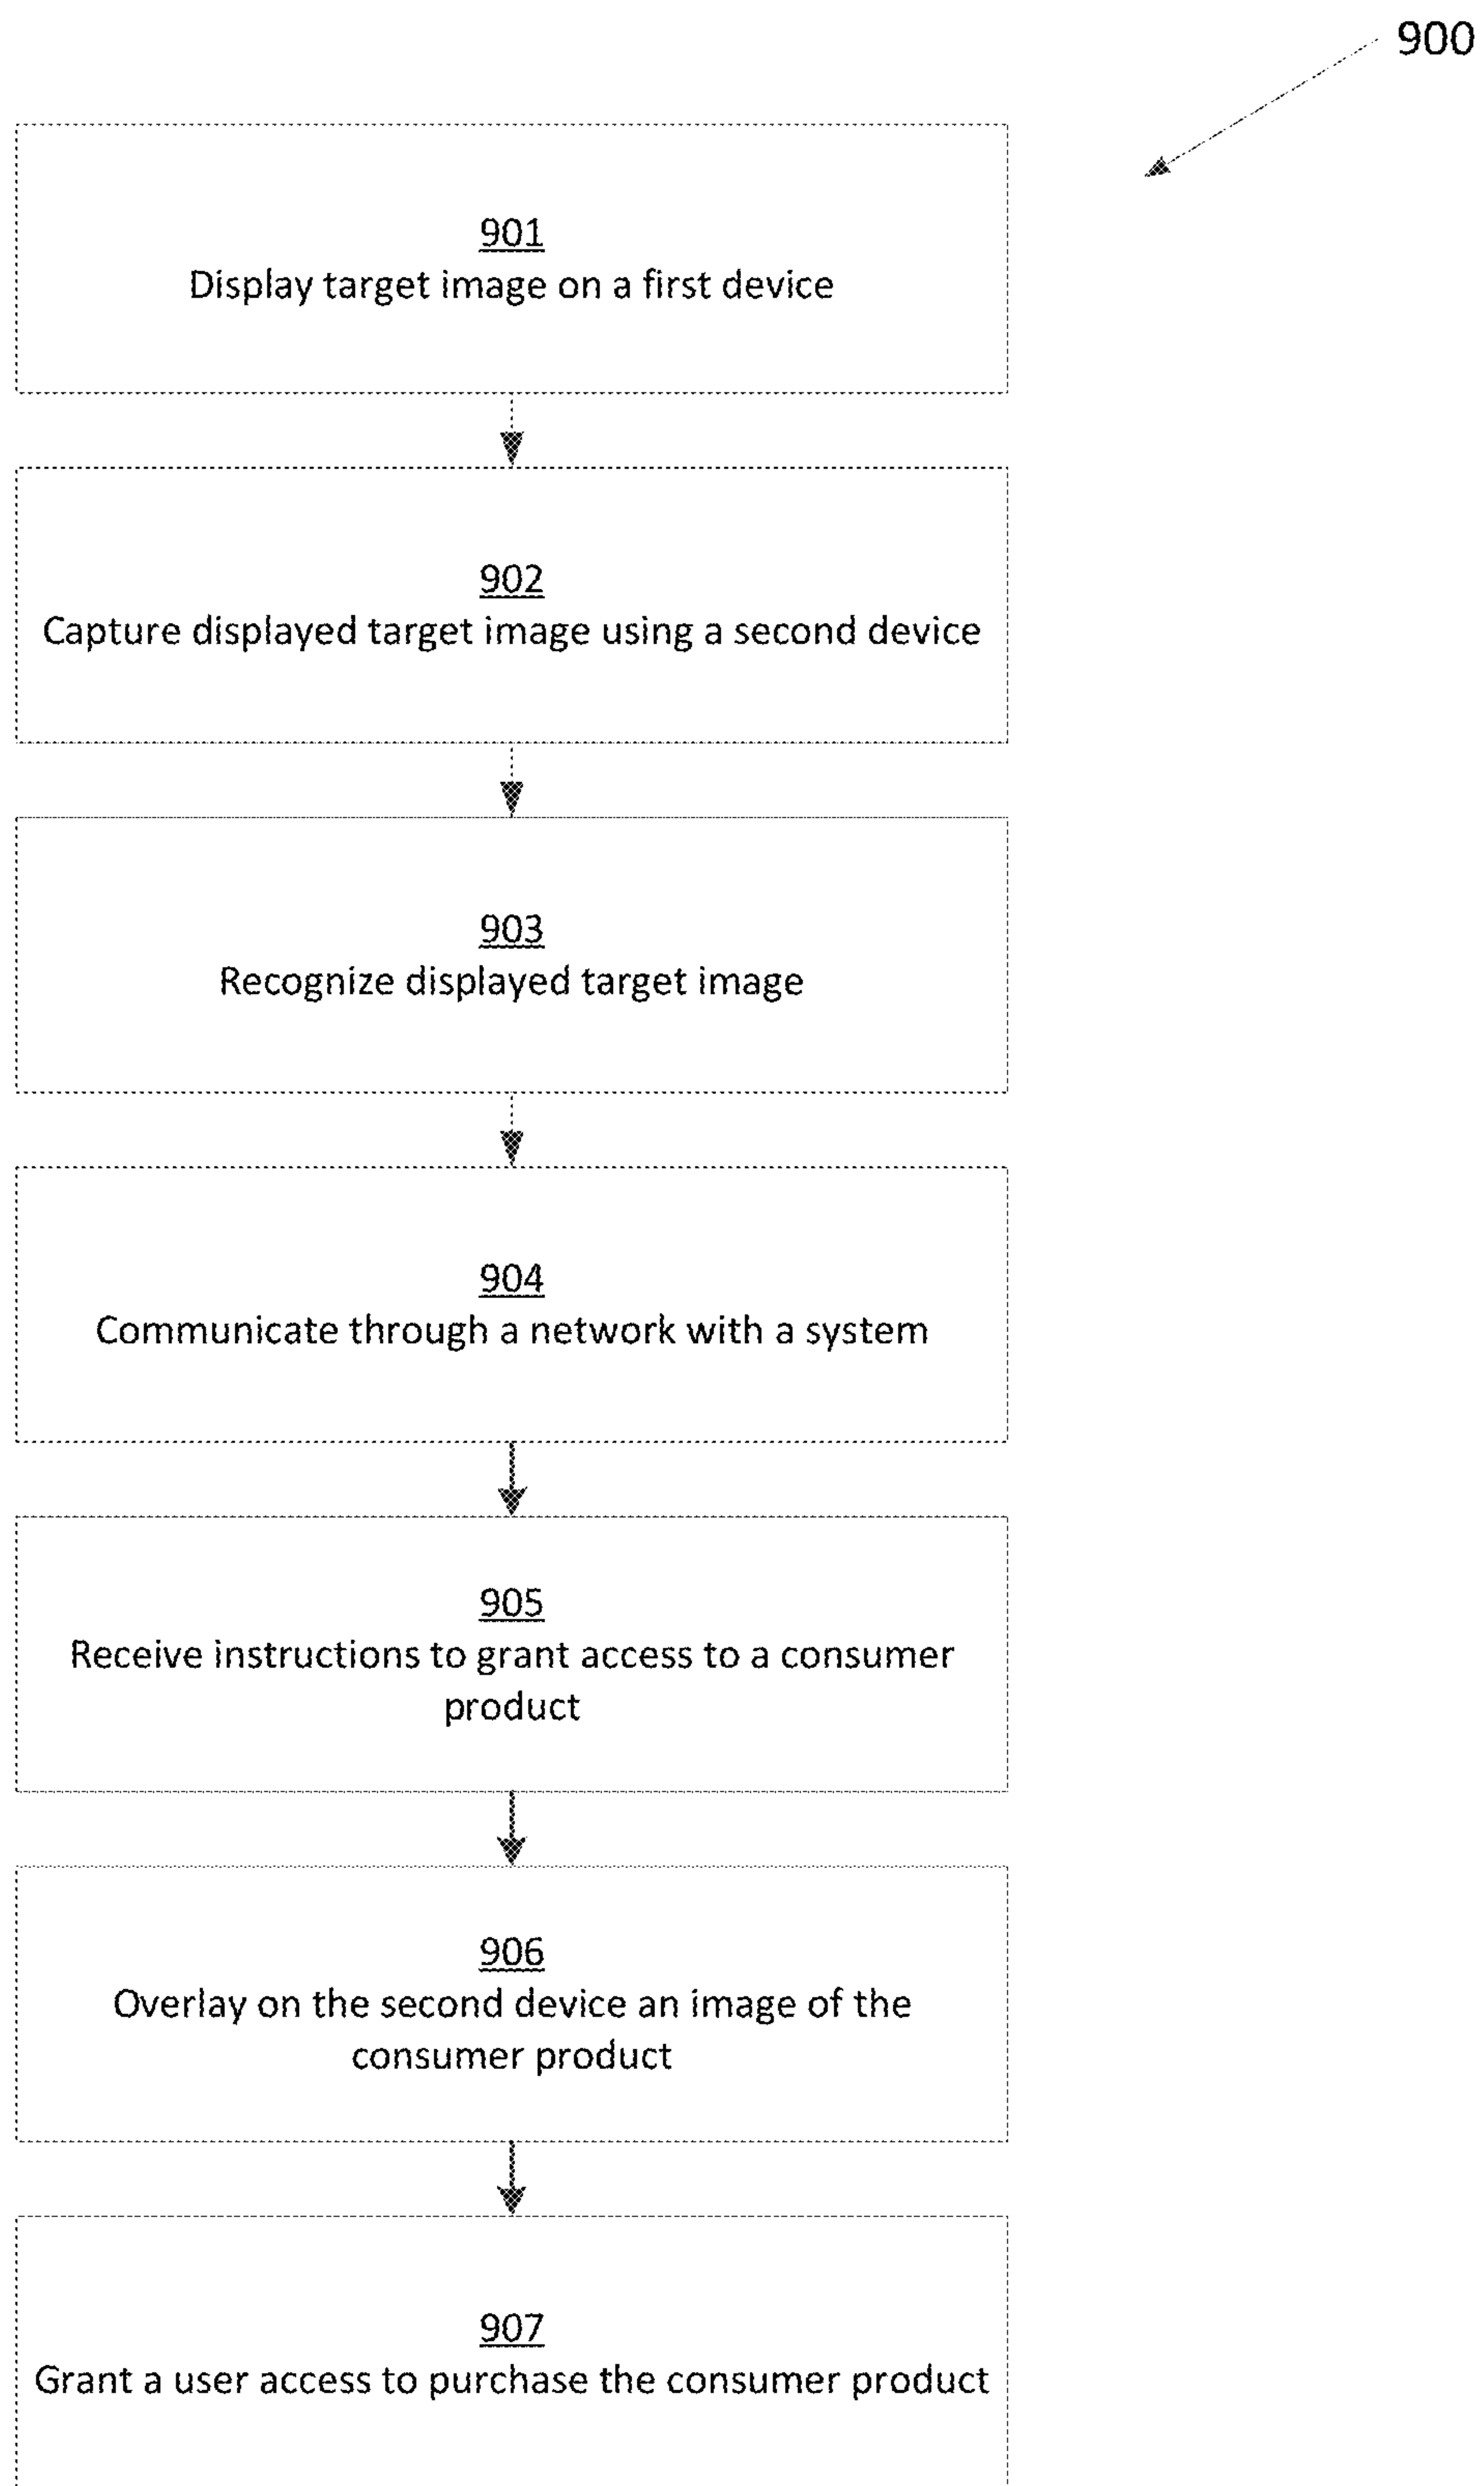 900
901
Display target image on a first device
902
Capture displayed target image using a second device
903
Recognize displayed target image
904
Communicate through a network with a system
905
Receive instructions to grant access to a consumer
product
906
Overlay on the second device an image of the
consumer product
907
Grant a user access to purchase the consumer product